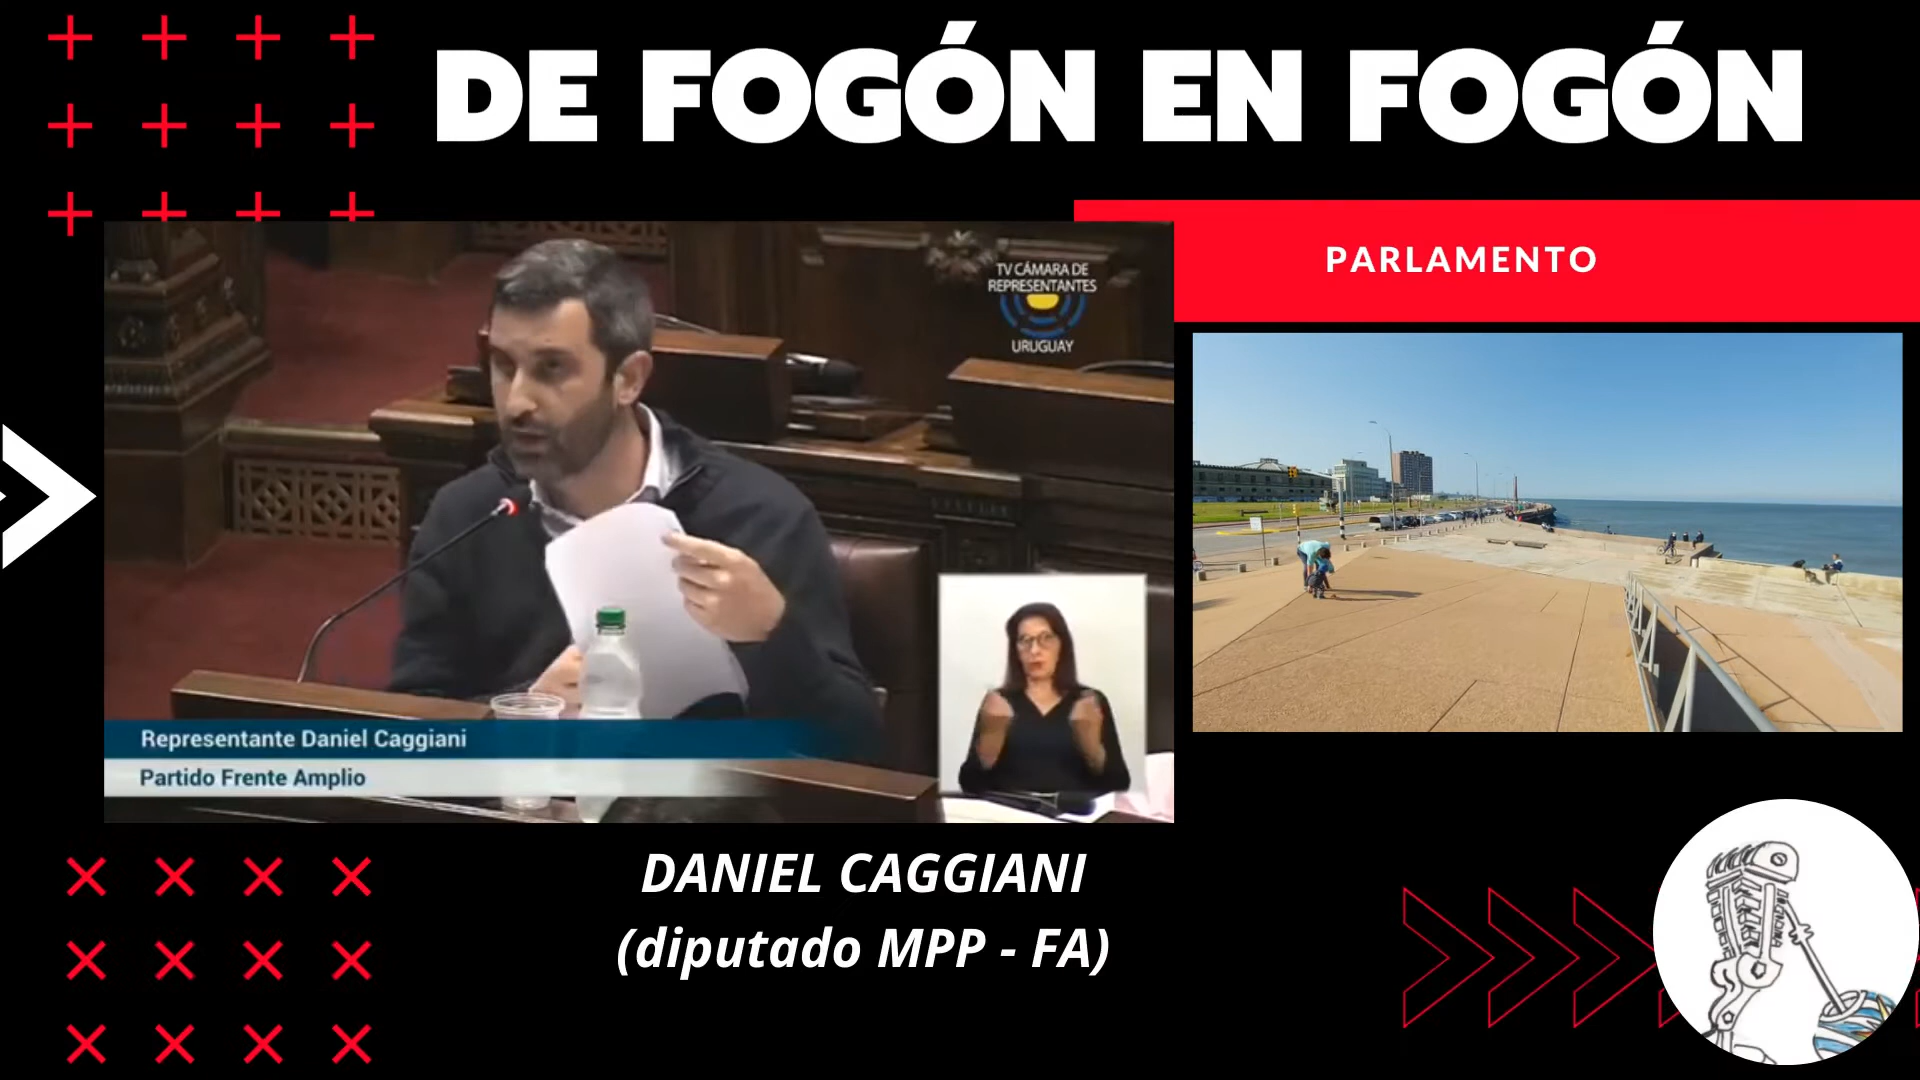 DE FOGÓN EN FOGÓN
PARLAMENTO
TV CÁMARA DE
REPRESENTANTES
URUGUAY
Representante Daniel Caggiani
Partido Frente Amplio
DANIEL CAGGIANI
(diputado MPP - FA)